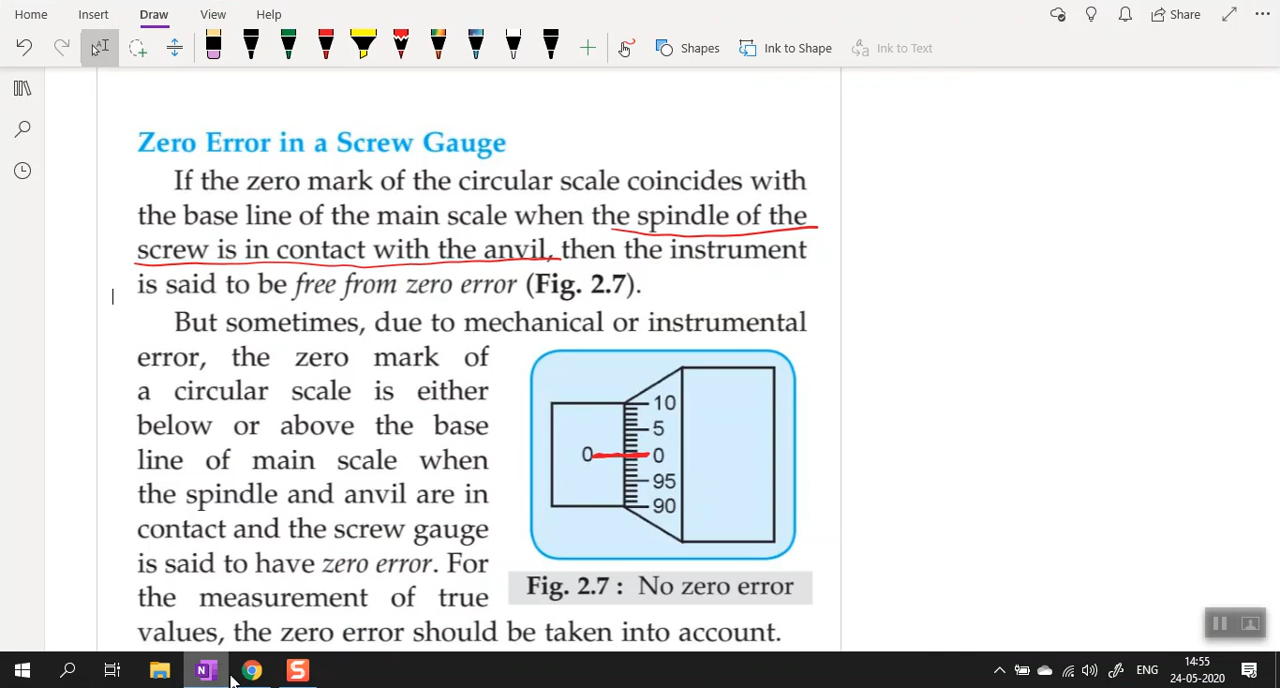 Home Insert Draw View Help
Share
Shapes Ink to Shape Ink to Text
Zero Error in a Screw Gauge
If the zero mark of the circular scale coincides with
the base line of the main scale when the spindle of the
screw is in contact with the anvil, then the instrument
is said to be free from zero error (Fig. 2.7).
But sometimes, due to mechanical or instrumental
error, the zero mark of
a circular scale is either
below or above the base
line of main scale when
the spindle and anvil are in
contact and the screw gauge
is said to have zero error. For
the measurement of true
values, the zero error should be taken into account.
10
5
0 0
95
90
Fig. 2.7 : No zero error
N S ENG 14:55
24-05-2020